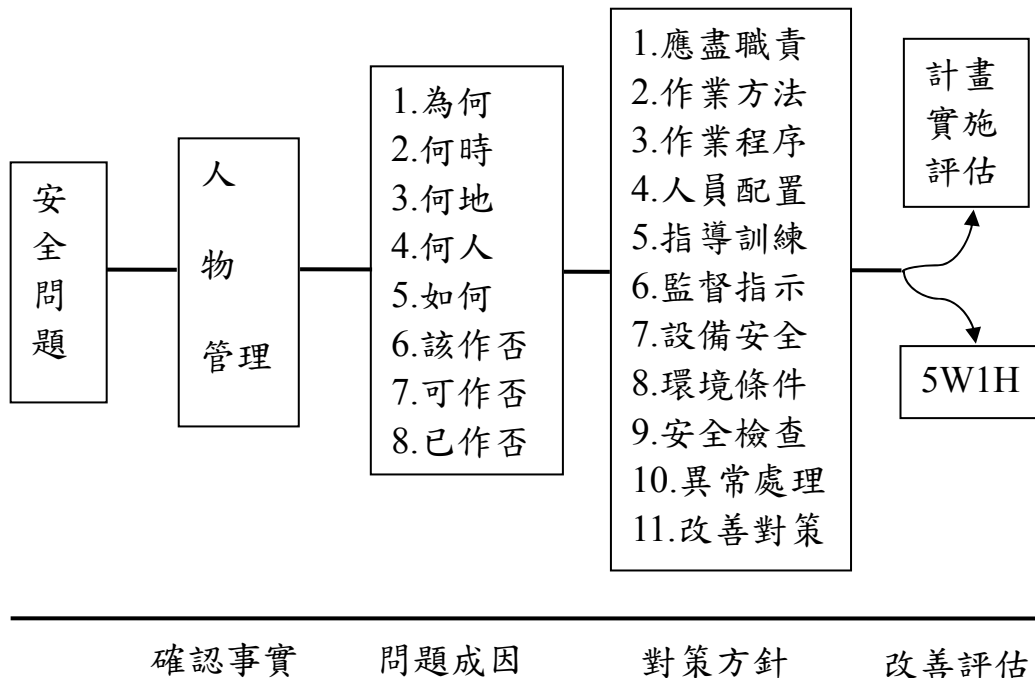 安
全
問
題
人
物
管理
1.為何
2.何時
3.何地
4.何人
5.如何
6.該作否
7.可作否
8.已作否
1.應盡職責
2.作業方法
3.作業程序
4.人員配置
5.指導訓練
6.監督指示
7.設備安全
8.環境條件
9.安全檢查
10.異常處理
11.改善對策
計畫
實施
評估
5W1H
確認事實
問題成因
對策方針
改善評估